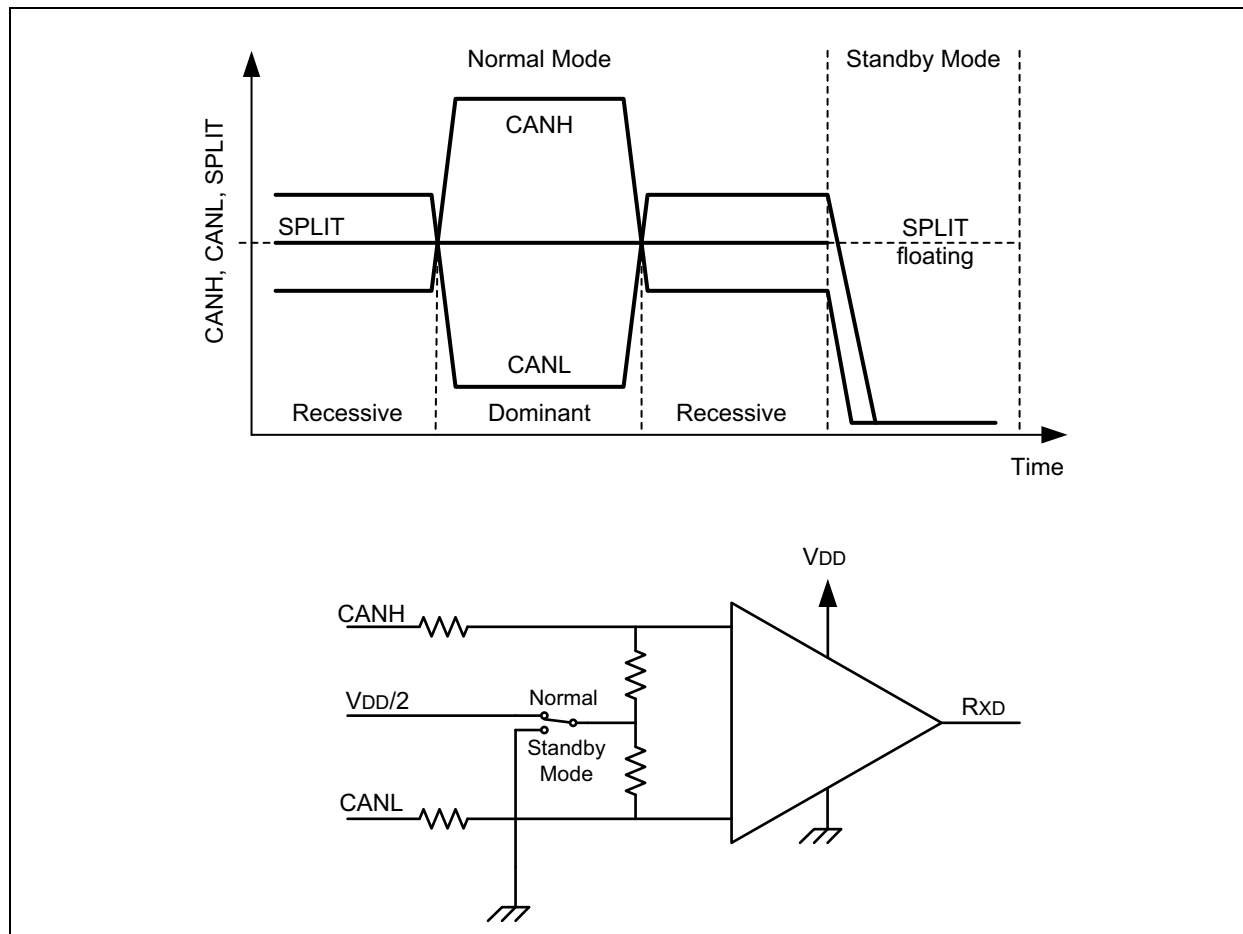 Normal Mode
Standby Mode
CANH, CANL, SPLIT
CANH
SPLIT
SPLIT
floating
CANL
Recessive
Dominant
Recessive
Time
VDD
CANH
VDD/2
Normal
Standby
Mode
RXD
CANL